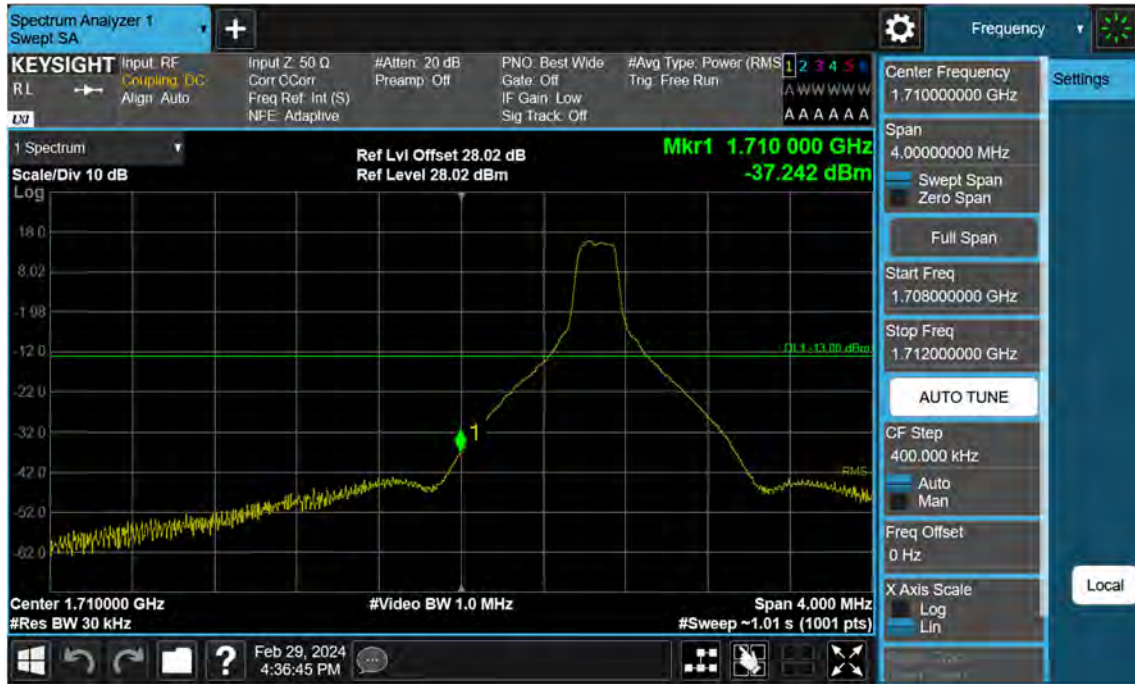 Spectrum Analyzer 1
Swept SA
+
Frequency
KEYSIGHT
RL
LXI
Input: RF
Coupling: DC
Align: Auto
Input Z: 50 Ω
Corr CCorr
Freq Ref: Int (S)
NFE: Adaptive
#Atten: 20 dB
Preamp: Off
PNO: Best Wide
Gate: Off
IF Gain: Low
Sig Track: Off
#Avg Type: Power (RMS
Trig: Free Run
1 2 3 4 5 6
A W W W W W
A A A A A A
1 Spectrum
Scale/Div 10 dB
Log
Ref Lvl Offset 28.02 dB
Ref Level 28.02 dBm
Mkr1 1.710 000 GHz
-37.242 dBm
18.0
8.02
-1.98
-12.0
-22.0
-32.0
-42.0
-52.0
-62.0
DL1 -13.00 dBm
1
RMS
Center 1.710000 GHz
#Res BW 30 kHz
#Video BW 1.0 MHz
Span 4.000 MHz
#Sweep ~1.01 s (1001 pts)
Center Frequency
1.710000000 GHz
Settings
Span
4.00000000 MHz
Swept Span
Zero Span
Full Span
Start Freq
1.708000000 GHz
Stop Freq
1.712000000 GHz
AUTO TUNE
CF Step
400.000 kHz
Auto
Man
Freq Offset
0 Hz
X Axis Scale
Log
Lin
Local
?
Feb 29, 2024
4:36:45 PM